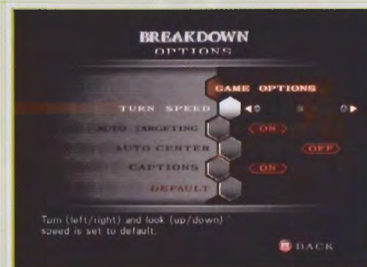 BREAKDOWN
OPTIONS
GAME OPTIONS
TURN SPEED
AUTO TARGETING ON
AUTO CENTER OFF
CAPTIONS ON
DEFAULT
Turn (left/right) and look (up/down)
speed is set to default.
B BACK